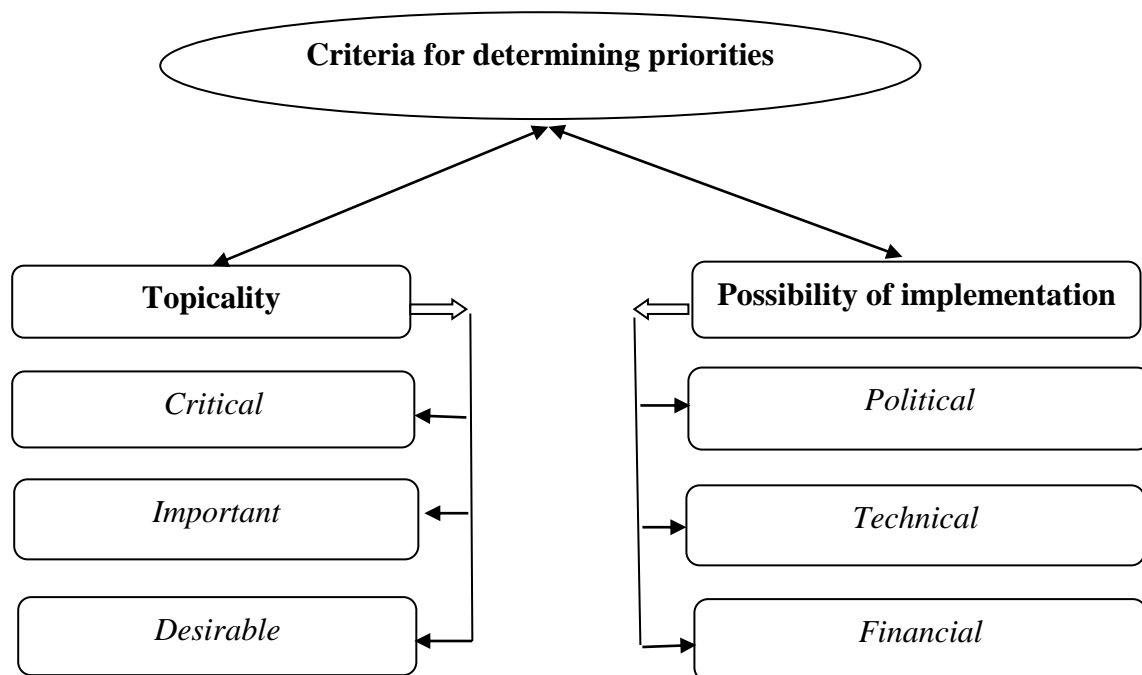 Criteria for determining priorities
Topicality
Critical
Important
Desirable
Possibility of implementation
Political
Technical
Financial